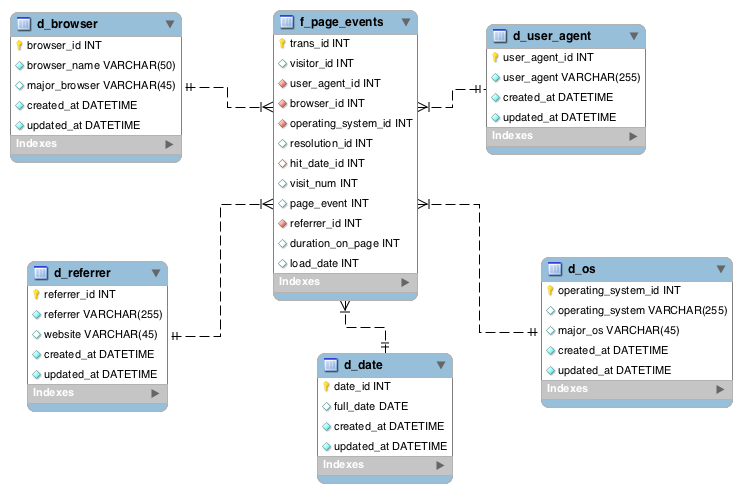 d_browser
browser_id INT
browser_name VARCHAR(50)
major_browser VARCHAR(45)
created_at DATETIME
updated_at DATETIME
Indexes
f_page_events
trans_id INT
visitor_id INT
user_agent_id INT
browser_id INT
operating_system_id INT
resolution_id INT
hit_date_id INT
visit_num INT
page_event INT
referrer_id INT
duration_on_page INT
load_date INT
Indexes
d_user_agent
user_agent_id INT
user_agent VARCHAR(255)
created_at DATETIME
updated_at DATETIME
Indexes
d_referrer
referrer_id INT
referrer VARCHAR(255)
website VARCHAR(45)
created_at DATETIME
updated_at DATETIME
Indexes
d_date
date_id INT
full_date DATE
created_at DATETIME
updated_at DATETIME
Indexes
d_os
operating_system_id INT
operating_system VARCHAR(255)
major_os VARCHAR(45)
created_at DATETIME
updated_at DATETIME
Indexes